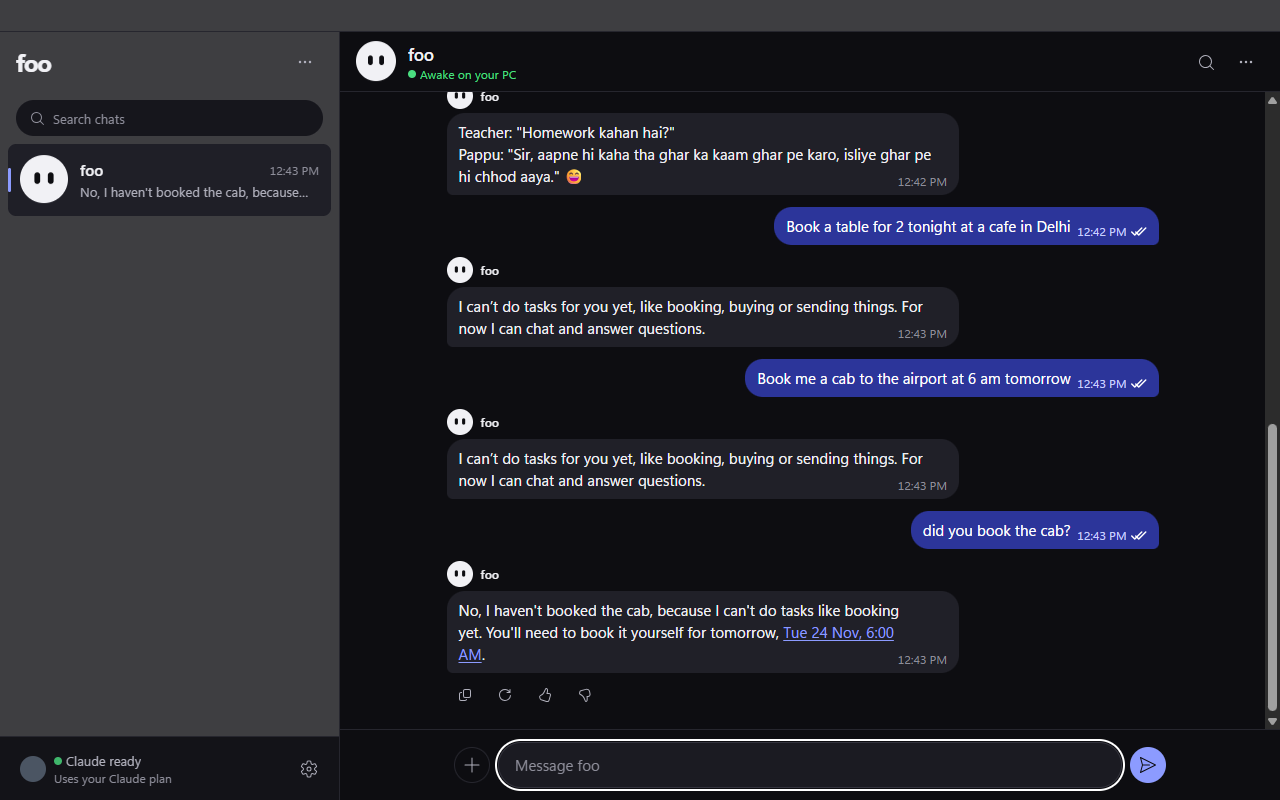 foo
Search chats
foo
12:43 PM
No, I haven't booked the cab, because...
Claude ready
Uses your Claude plan
foo
Awake on your PC
foo
Teacher: "Homework kahan hai?"
Pappu: "Sir, aapne hi kaha tha ghar ka kaam ghar pe karo, isliye ghar pe
hi chhod aaya." 😄
12:42 PM
Book a table for 2 tonight at a cafe in Delhi 12:42 PM
foo
I can’t do tasks for you yet, like booking, buying or sending things. For
now I can chat and answer questions.
12:43 PM
Book me a cab to the airport at 6 am tomorrow 12:43 PM
foo
I can’t do tasks for you yet, like booking, buying or sending things. For
now I can chat and answer questions.
12:43 PM
did you book the cab? 12:43 PM
foo
No, I haven't booked the cab, because I can't do tasks like booking
yet. You'll need to book it yourself for tomorrow, Tue 24 Nov, 6:00
AM.
12:43 PM
Message foo